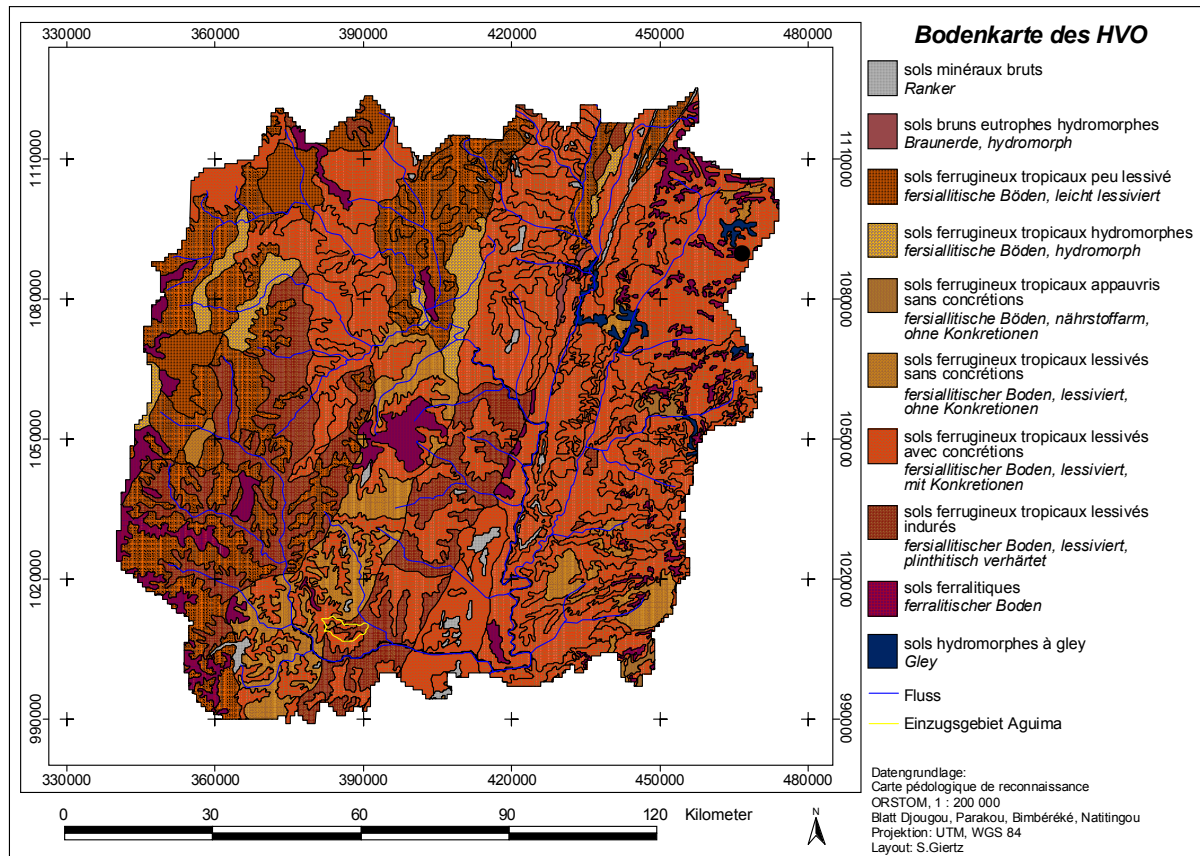 330000 360000 390000 420000 450000 480000
1110000 1080000 1050000 1020000 990000
1110000 1080000 1050000 1020000 990000
330000 360000 390000 420000 450000 480000
0 30 60 90 120 Kilometer
N
Bodenkarte des HVO
sols minéraux bruts
Ranker
sols bruns eutrophes hydromorphes
Braunerde, hydromorph
sols ferrugineux tropicaux peu lessivé
fersiallitische Böden, leicht lessiviert
sols ferrugineux tropicaux hydromorphes
fersiallitische Böden, hydromorph
sols ferrugineux tropicaux appauvris
sans concrétions
fersiallitische Böden, nährstoffarm,
ohne Konkretionen
sols ferrugineux tropicaux lessivés
sans concrétions
fersiallitischer Boden, lessiviert,
ohne Konkretionen
sols ferrugineux tropicaux lessivés
avec concrétions
fersiallitischer Boden, lessiviert,
mit Konkretionen
sols ferrugineux tropicaux lessivés
indurés
fersiallitischer Boden, lessiviert,
plinthitisch verhärtet
sols ferralitiques
ferralitischer Boden
sols hydromorphes à gley
Gley
Fluss
Einzugsgebiet Aguima
Datengrundlage:
Carte pédologique de reconnaissance
ORSTOM, 1 : 200 000
Blatt Djougou, Parakou, Bimbéréké, Natitingou
Projektion: UTM, WGS 84
Layout: S.Giertz